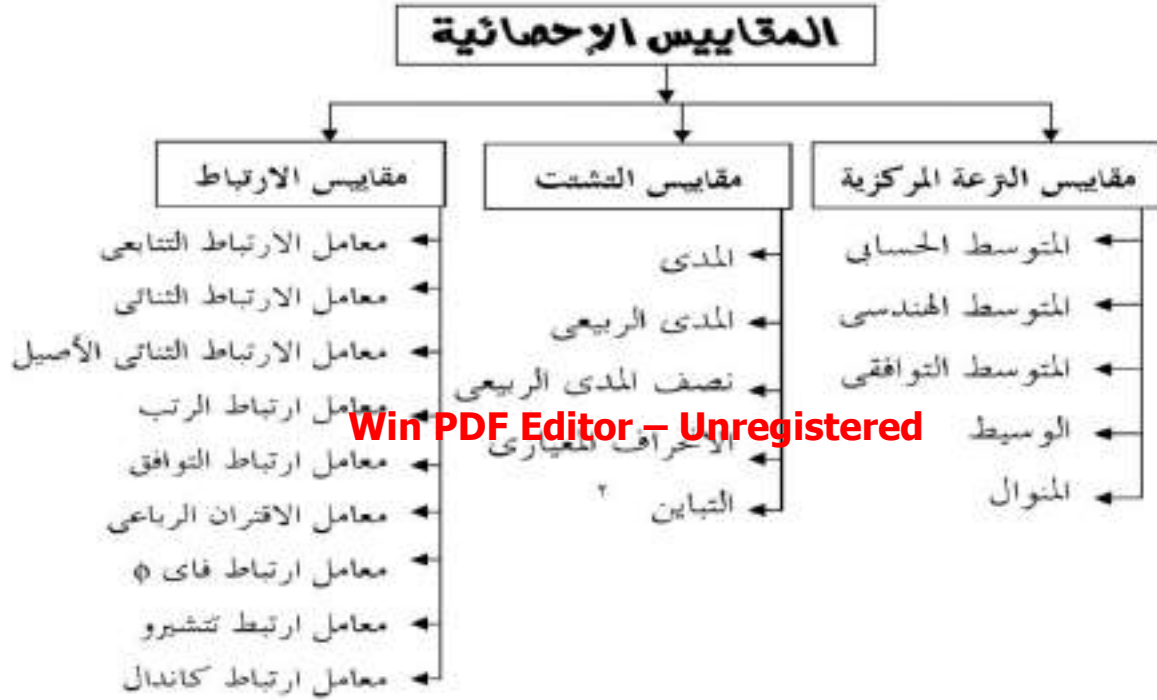 المقاييس الإحصائية
مقاييس النزعة المركزية
المتوسط الحسابى
المتوسط الهندسى
المتوسط التوافقى
الوسيط
المنوال
مقاييس التشتت
المدى
المدى الربيعى
نصف المدى الربيعى
الانحراف المعيارى
التباين ٢
مقاييس الارتباط
معامل الارتباط التتابعى
معامل الارتباط الثنائى
معامل الارتباط الثنائى الأصيل
معامل ارتباط الرتب
معامل ارتباط التوافق
معامل الاقتران الرباعى
معامل ارتباط فاى φ
معامل ارتبط تتشيرو
معامل ارتباط كاندال
Win PDF Editor – Unregistered